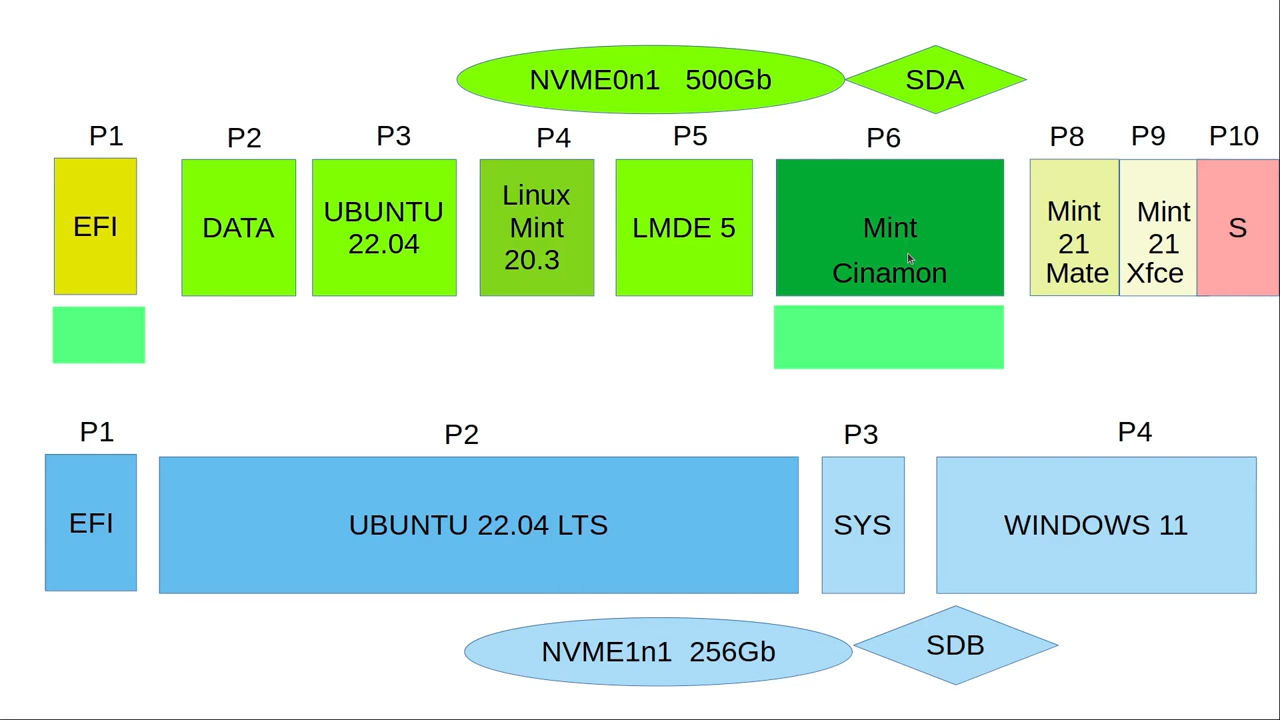 NVME0n1 500Gb
SDA
P1
P2
P3
P4
P5
P6
P8
P9
P10
EFI
DATA
UBUNTU
22.04
Linux
Mint
20.3
LMDE 5
Mint
Cinamon
Mint
21
Mate
Mint
21
Xfce
S
P1
P2
P3
P4
EFI
UBUNTU 22.04 LTS
SYS
WINDOWS 11
NVME1n1 256Gb
SDB